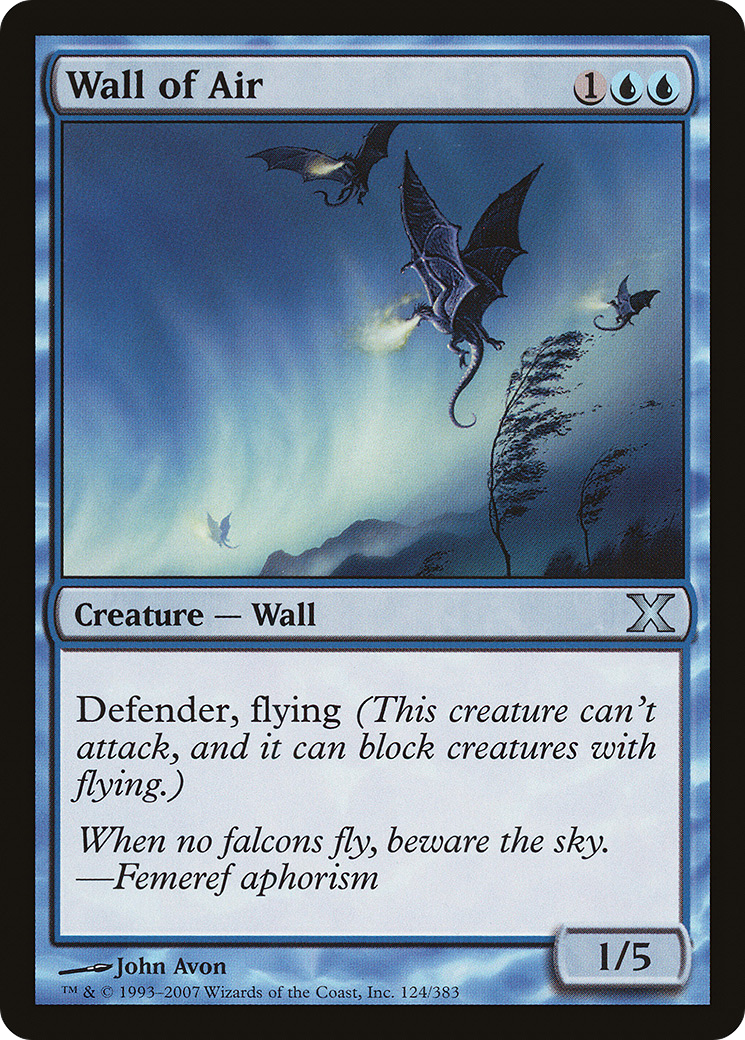 Wall of Air 1
Creature — Wall X
Defender, flying (This creature can't
attack, and it can block creatures with
flying.)
When no falcons fly, beware the sky.
—Femeref aphorism
1/5
John Avon
™ & © 1993–2007 Wizards of the Coast, Inc. 124/383